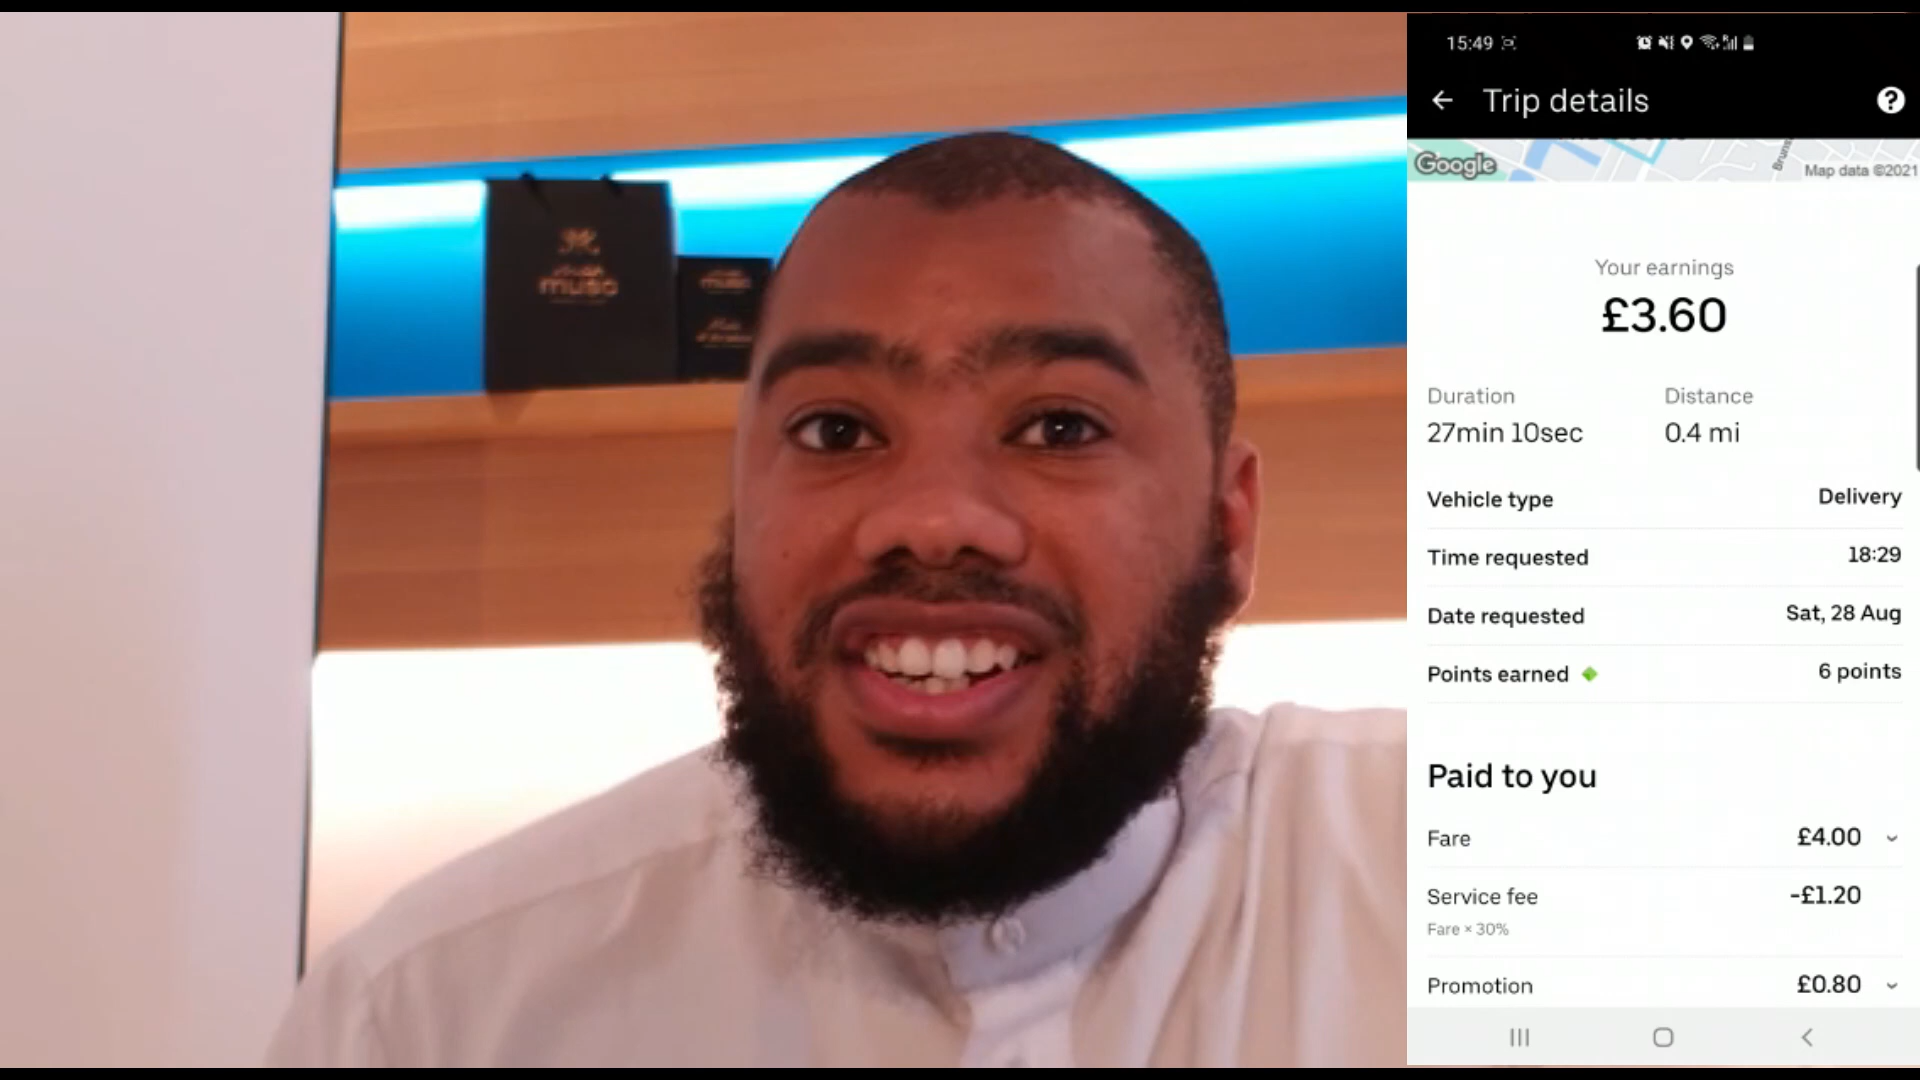 musc
musc
15:49
Trip details
?
Google
Map data ©2021
Your earnings
£3.60
Duration
Distance
27min 10sec
0.4 mi
Vehicle type
Delivery
Time requested
18:29
Date requested
Sat, 28 Aug
Points earned
6 points
Paid to you
Fare
£4.00
Service fee
-£1.20
Fare × 30%
Promotion
£0.80